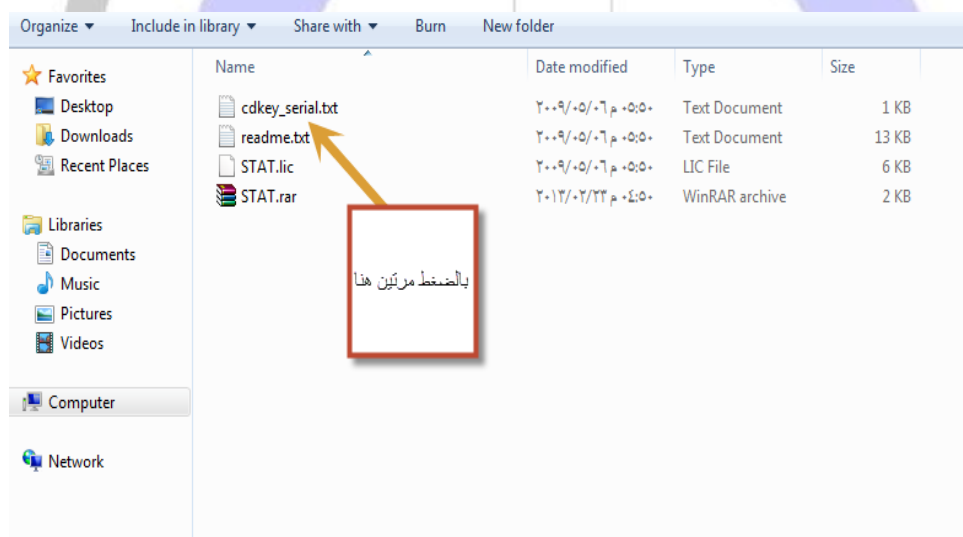 Organize ▼ Include in library ▼ Share with ▼ Burn New folder
Favorites
Desktop
Downloads
Recent Places
Libraries
Documents
Music
Pictures
Videos
Computer
Network
Name Date modified Type Size
cdkey_serial.txt ٢٠٠٩/٠٥/٠٦ م ٠٥:٥٠ Text Document 1 KB
readme.txt ٢٠٠٩/٠٥/٠٦ م ٠٥:٥٠ Text Document 13 KB
STAT.lic ٢٠٠٩/٠٥/٠٦ م ٠٥:٥٠ LIC File 6 KB
STAT.rar ٢٠١٣/٠٢/٢٣ م ٠٤:٥٠ WinRAR archive 2 KB
بالضغط مرتين هنا